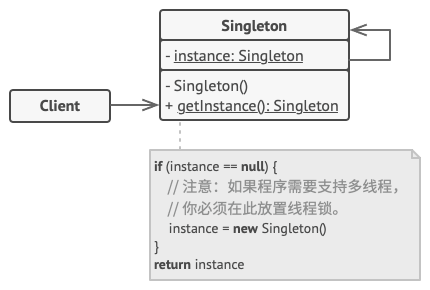 Singleton
- instance: Singleton
- Singleton()
+ getInstance(): Singleton
Client
if (instance == null) {
// 注意：如果程序需要支持多线程，
// 你必须在此放置线程锁。
instance = new Singleton()
}
return instance